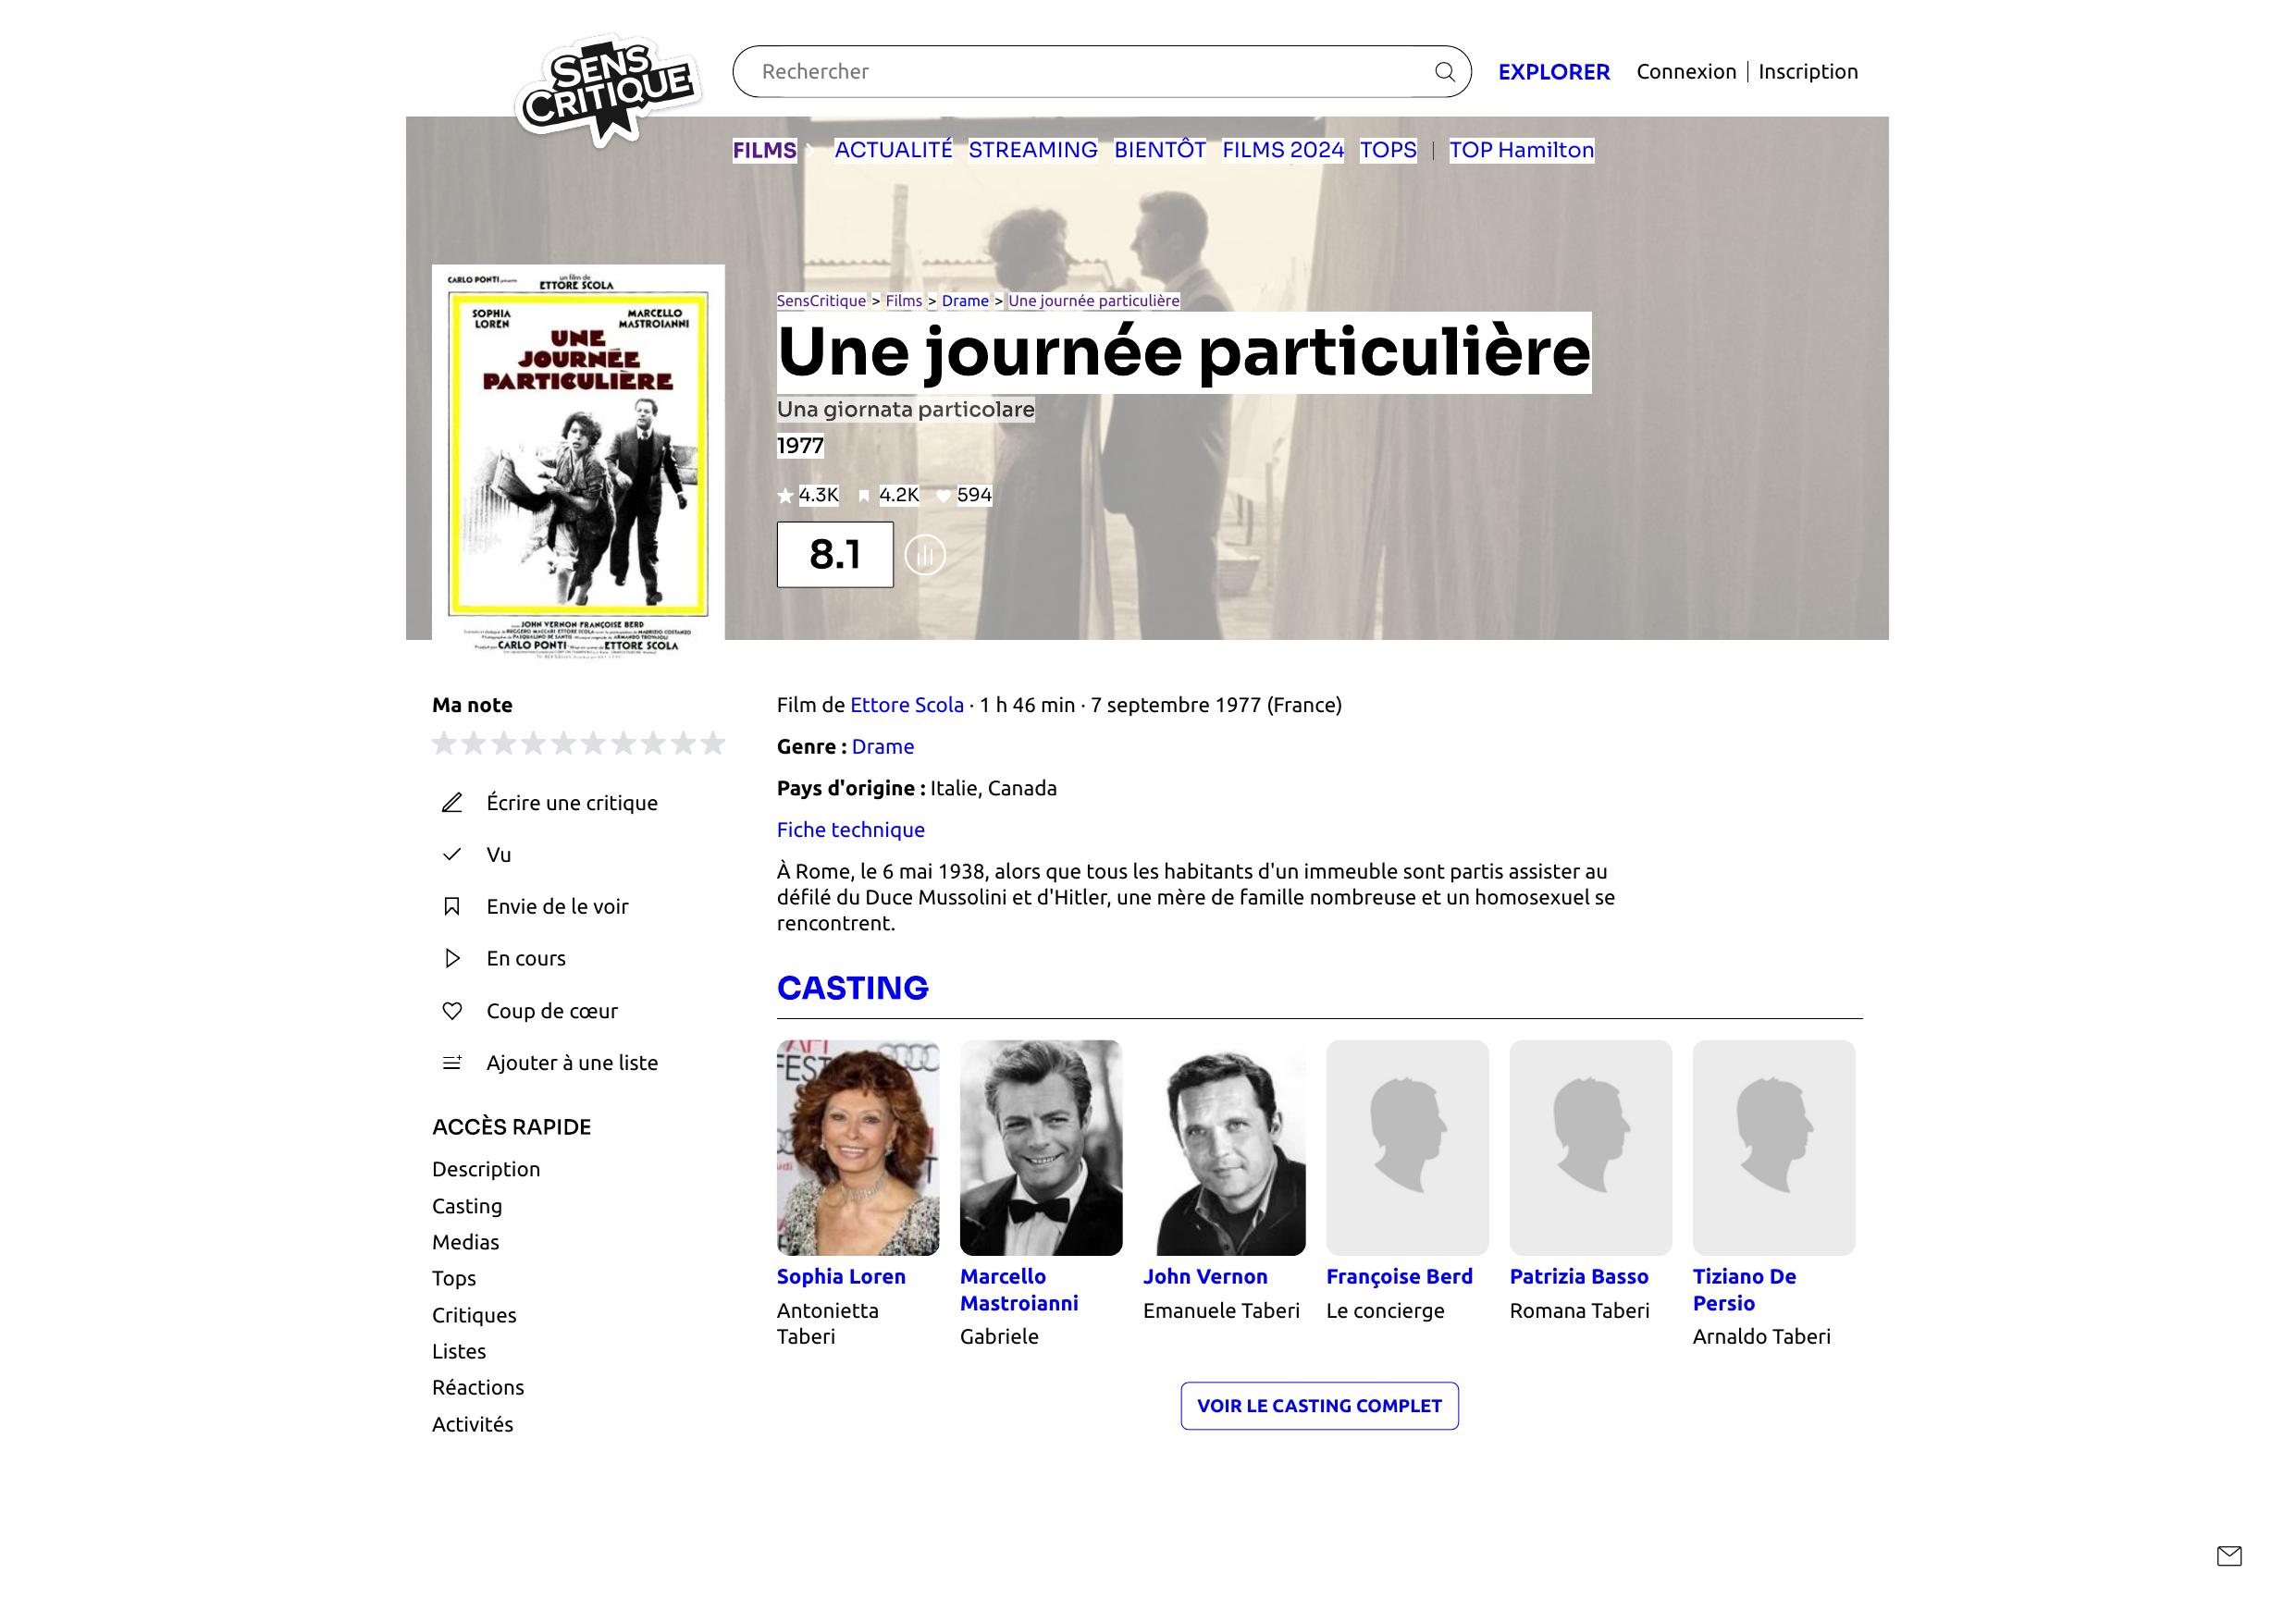 SENS
CRITIQUE
Rechercher
EXPLORER
Connexion | Inscription
FILMS > ACTUALITÉ STREAMING BIENTÔT FILMS 2024 TOPS | TOP Hamilton
CARLO PONTI
un film de
ETTORE SCOLA
SOPHIA
LOREN
MARCELLO
MASTROIANNI
UNE
JOURNÉE
PARTICULIÈRE
JOHN VERNON FRANÇOISE BERD
CARLO PONTI
ETTORE SCOLA
SensCritique > Films > Drame > Une journée particulière
Une journée particulière
Una giornata particolare
1977
4.3K 4.2K 594
8.1
Ma note
Écrire une critique
Vu
Envie de le voir
En cours
Coup de cœur
Ajouter à une liste
ACCÈS RAPIDE
Description
Casting
Medias
Tops
Critiques
Listes
Réactions
Activités
Film de Ettore Scola · 1 h 46 min · 7 septembre 1977 (France)
Genre : Drame
Pays d'origine : Italie, Canada
Fiche technique
À Rome, le 6 mai 1938, alors que tous les habitants d'un immeuble sont partis assister au
défilé du Duce Mussolini et d'Hitler, une mère de famille nombreuse et un homosexuel se
rencontrent.
CASTING
Sophia Loren
Antonietta
Taberi
Marcello
Mastroianni
Gabriele
John Vernon
Emanuele Taberi
Françoise Berd
Le concierge
Patrizia Basso
Romana Taberi
Tiziano De
Persio
Arnaldo Taberi
VOIR LE CASTING COMPLET